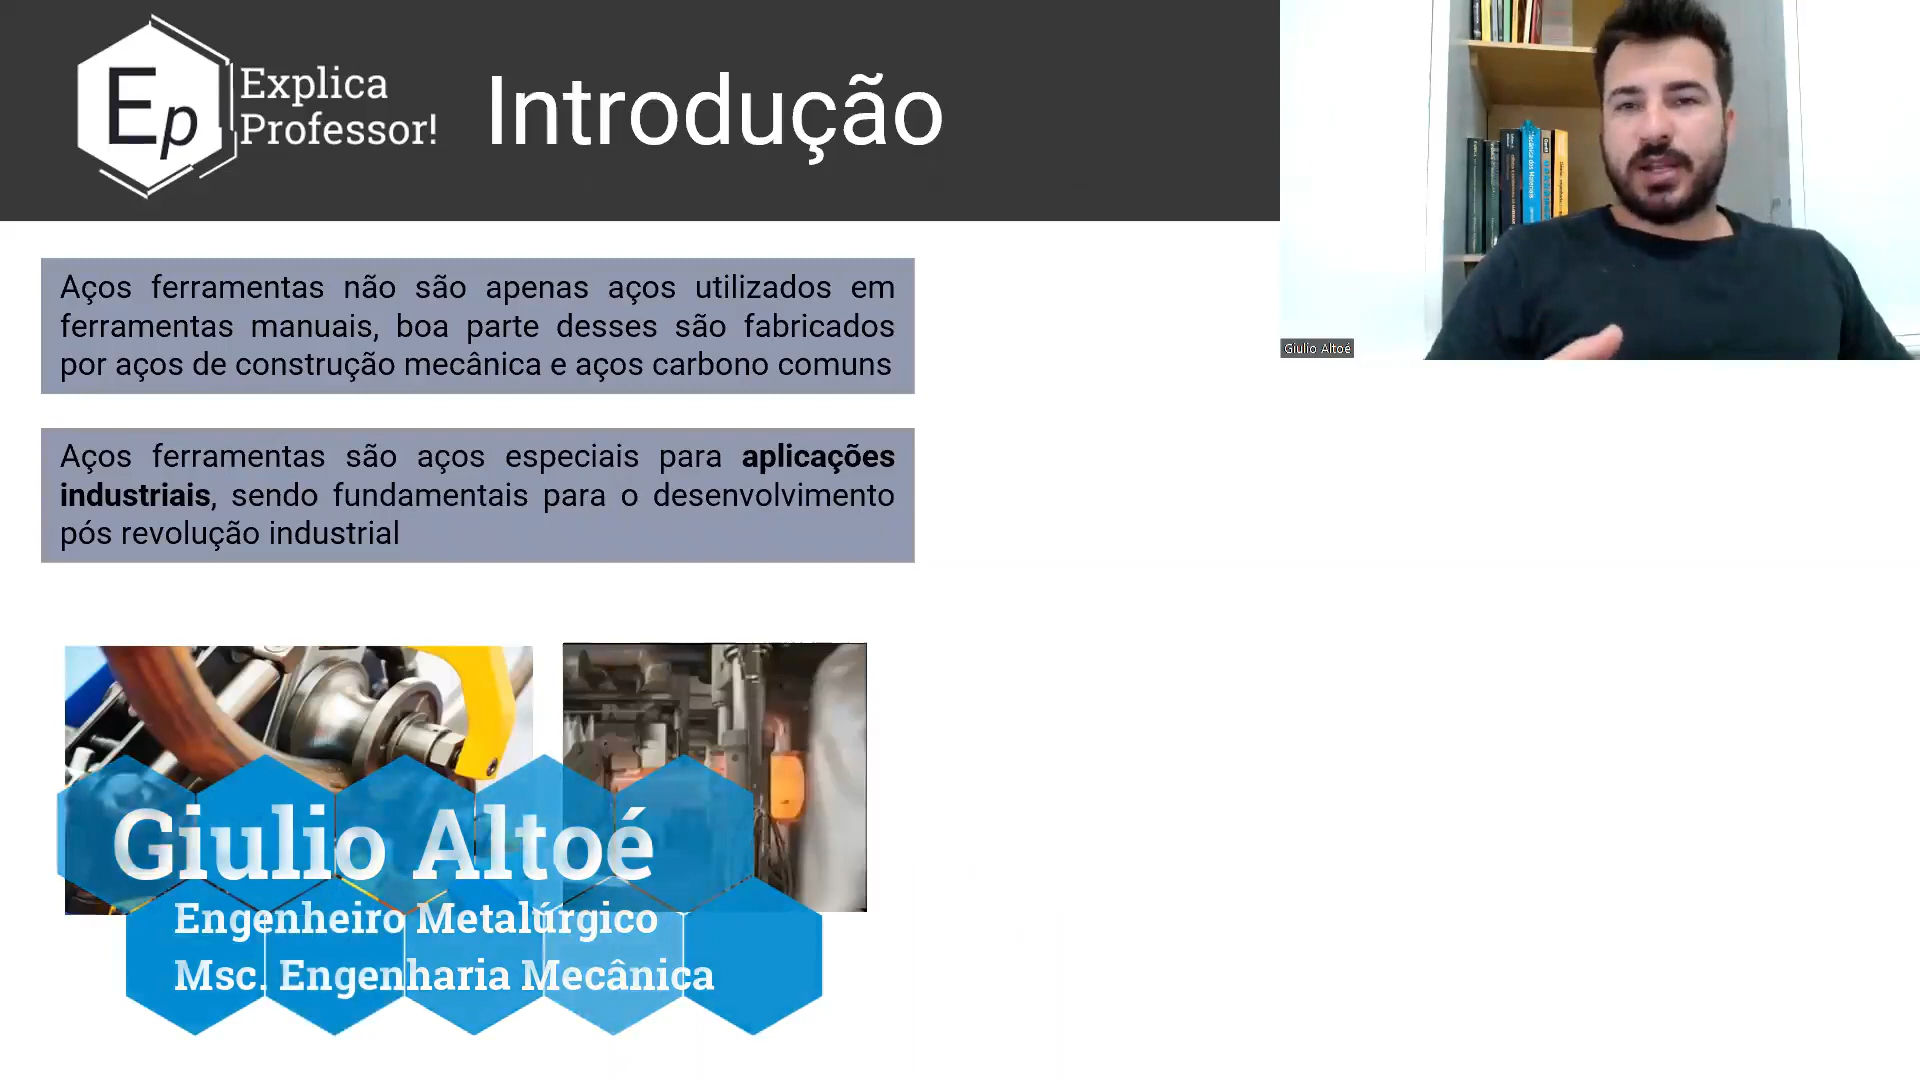 Ep
Explica
Professor!
Introdução
Giulio Altoé
Aços ferramentas não são apenas aços utilizados em
ferramentas manuais, boa parte desses são fabricados
por aços de construção mecânica e aços carbono comuns
Aços ferramentas são aços especiais para aplicações
industriais, sendo fundamentais para o desenvolvimento
pós revolução industrial
Giulio Altoé
Engenheiro Metalúrgico
Msc. Engenharia Mecânica